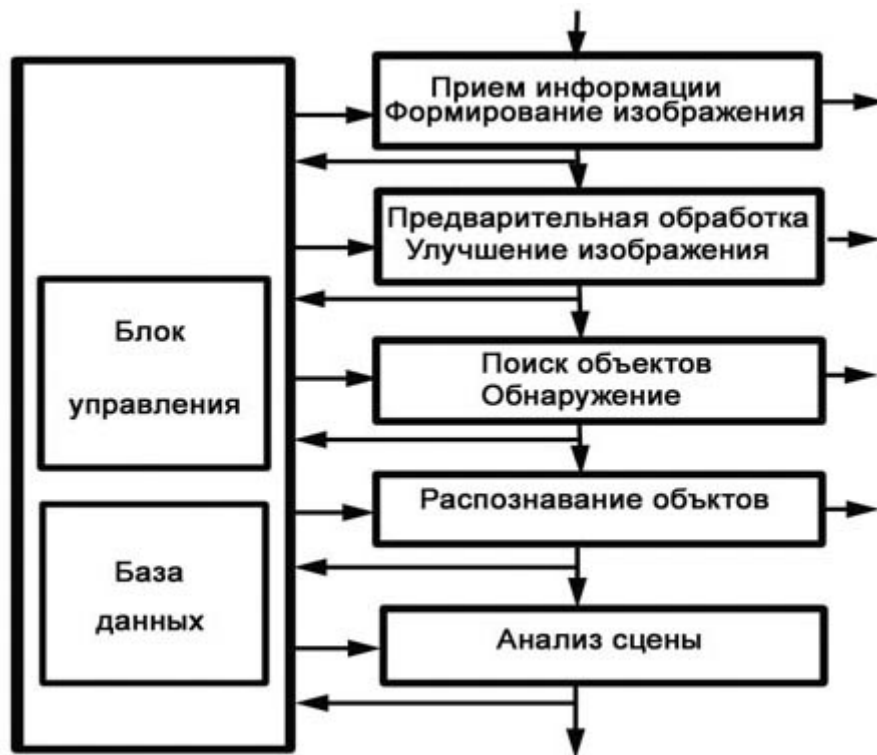 Прием информации
Формирование изображения
Предварительная обработка
Улучшение изображения
Блок
управления
Поиск объектов
Обнаружение
Распознавание объктов
База
данных
Анализ сцены